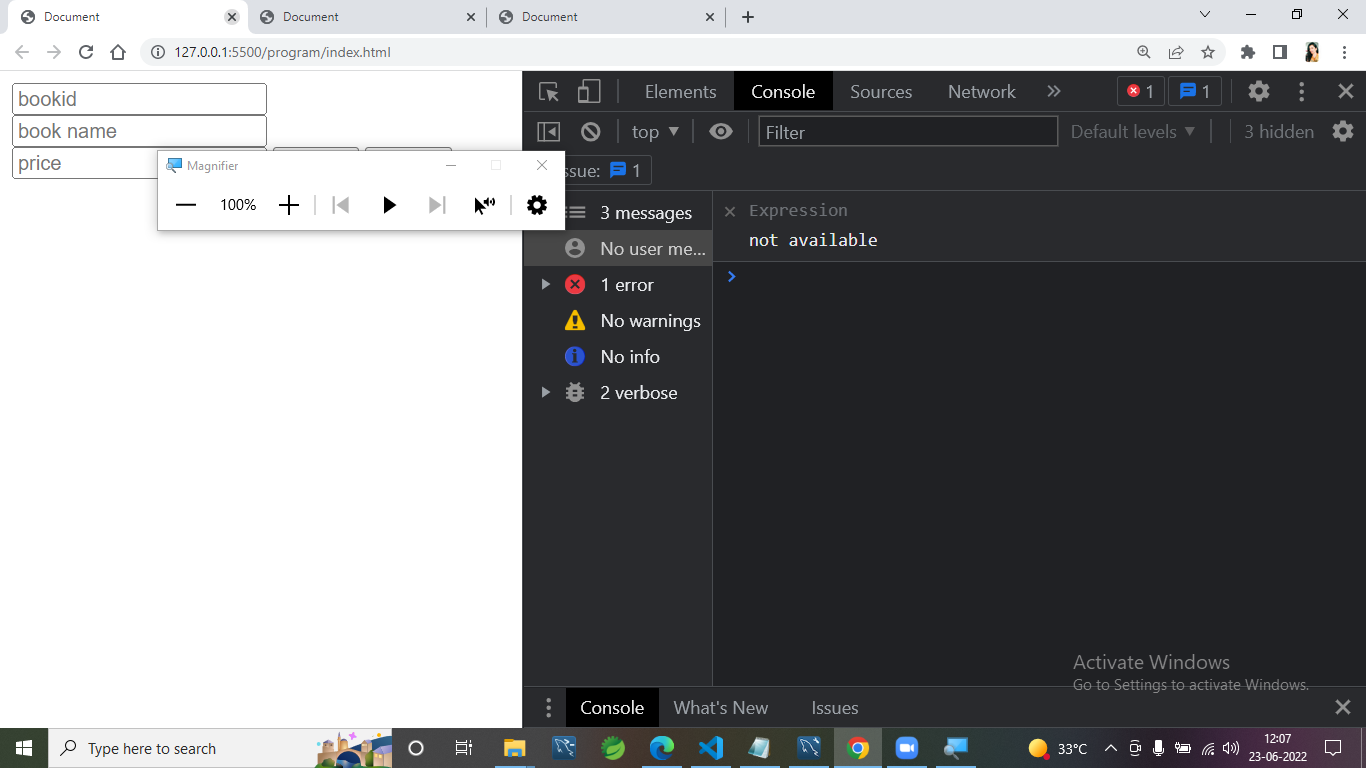 Document
Document
Document
127.0.0.1:5500/program/index.html
bookid
book name
price
Magnifier
100%
Elements
Console
Sources
Network
1
1
top
Filter
Default levels
3 hidden
ssue:
1
3 messages
No user me...
1 error
No warnings
No info
2 verbose
Expression
not available
Activate Windows
Go to Settings to activate Windows.
Console
What's New
Issues
Type here to search
33°C
12:07
23-06-2022